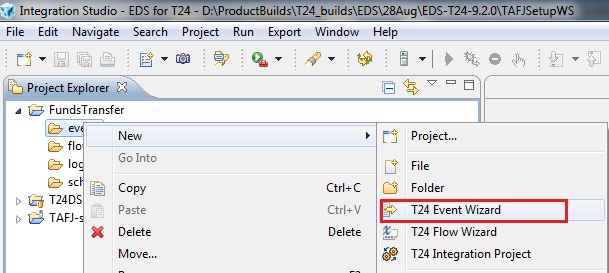 Integration Studio - EDS for T24 - D:\ProductBuilds\T24_builds\EDS\28Aug\EDS-T24-9.2.0\TAFJSetupWS
File Edit Navigate Search Project Run Export Window Help
Project Explorer
FundsTransfer
eve
flo
log
sch
T24DS
TAFJ-s
New
Go Into
Copy Ctrl+C
Paste Ctrl+V
Delete Delete
Move...
Project...
File
Folder
T24 Event Wizard
T24 Flow Wizard
T24 Integration Project